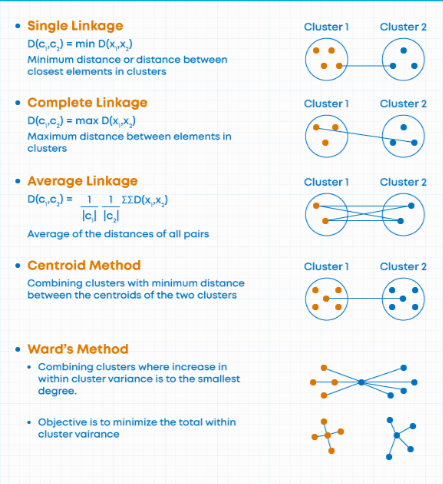 Single Linkage
D(c₁,c₂) = min D(x₁,x₂)
Minimum distance or distance between
closest elements in clusters
Cluster 1 Cluster 2
Complete Linkage
D(c₁,c₂) = max D(x₁,x₂)
Maximum distance between elements in
clusters
Cluster 1 Cluster 2
Average Linkage
D(c₁,c₂) = 1/|c₁| 1/|c₂| ΣΣD(x₁,x₂)
Average of the distances of all pairs
Cluster 1 Cluster 2
Centroid Method
Combining clusters with minimum distance
between the centroids of the two clusters
Cluster 1 Cluster 2
Ward's Method
Combining clusters where increase in
within cluster variance is to the smallest
degree.
Objective is to minimize the total within
cluster vairance